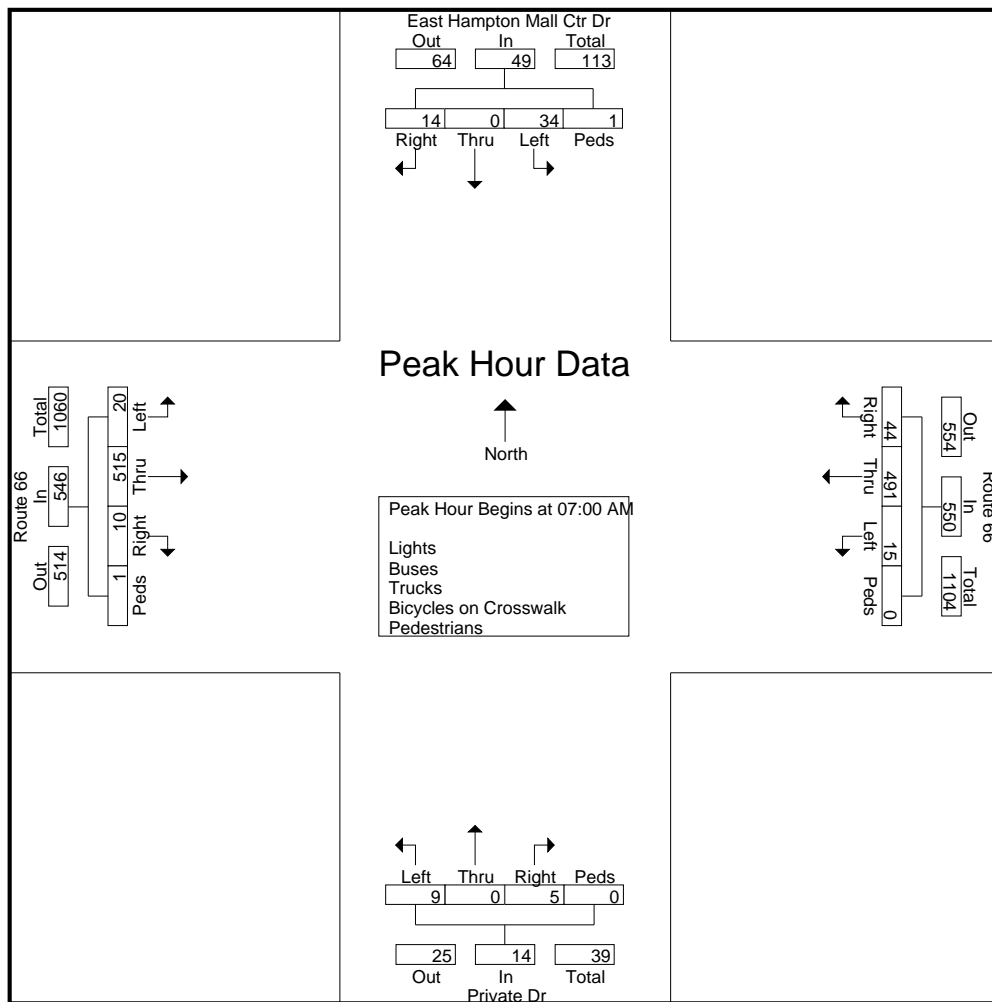 East Hampton Mall Ctr Dr
Out In Total
64 49 113
14 0 34 1
Right Thru Left Peds
Peak Hour Data
North
Peak Hour Begins at 07:00 AM
Lights
Buses
Trucks
Bicycles on Crosswalk
Pedestrians
Route 66
Total In Out
1060 546 514
20 515 10 1
Left Thru Right Peds
Right Thru Left Peds
44 491 15 0
554 550 1104
Out In Total
Route 66
Left Thru Right Peds
9 0 5 0
25 14 39
Out In Total
Private Dr